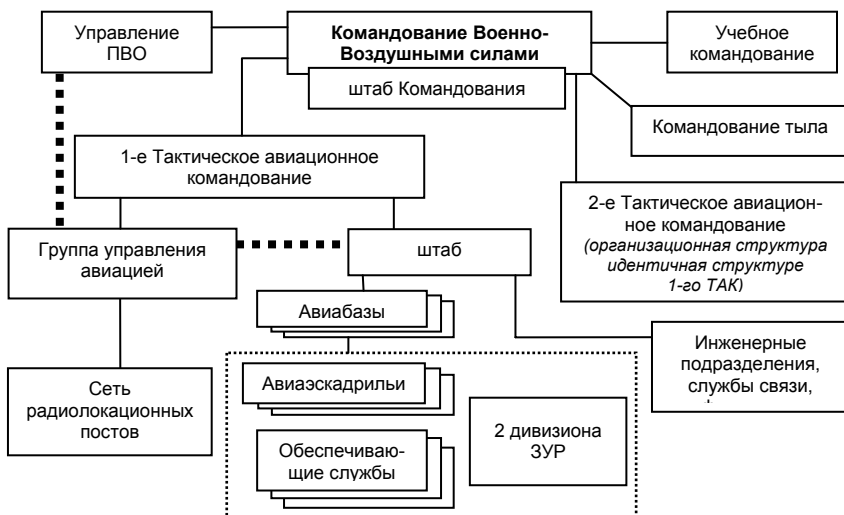 Управление
ПВО
Командование Военно-
Воздушными силами
Учебное
командование
штаб Командования
Командование тыла
1-е Тактическое авиационное
командование
2-е Тактическое авиацион-
ное командование
(организационная структура
идентичная структуре
1-го ТАК)
Группа управления
авиацией
штаб
Авиабазы
Инженерные
подразделения,
службы связи,
Сеть
радиолокационных
постов
Авиаэскадрильи
2 дивизиона
ЗУР
Обеспечиваю-
щие службы